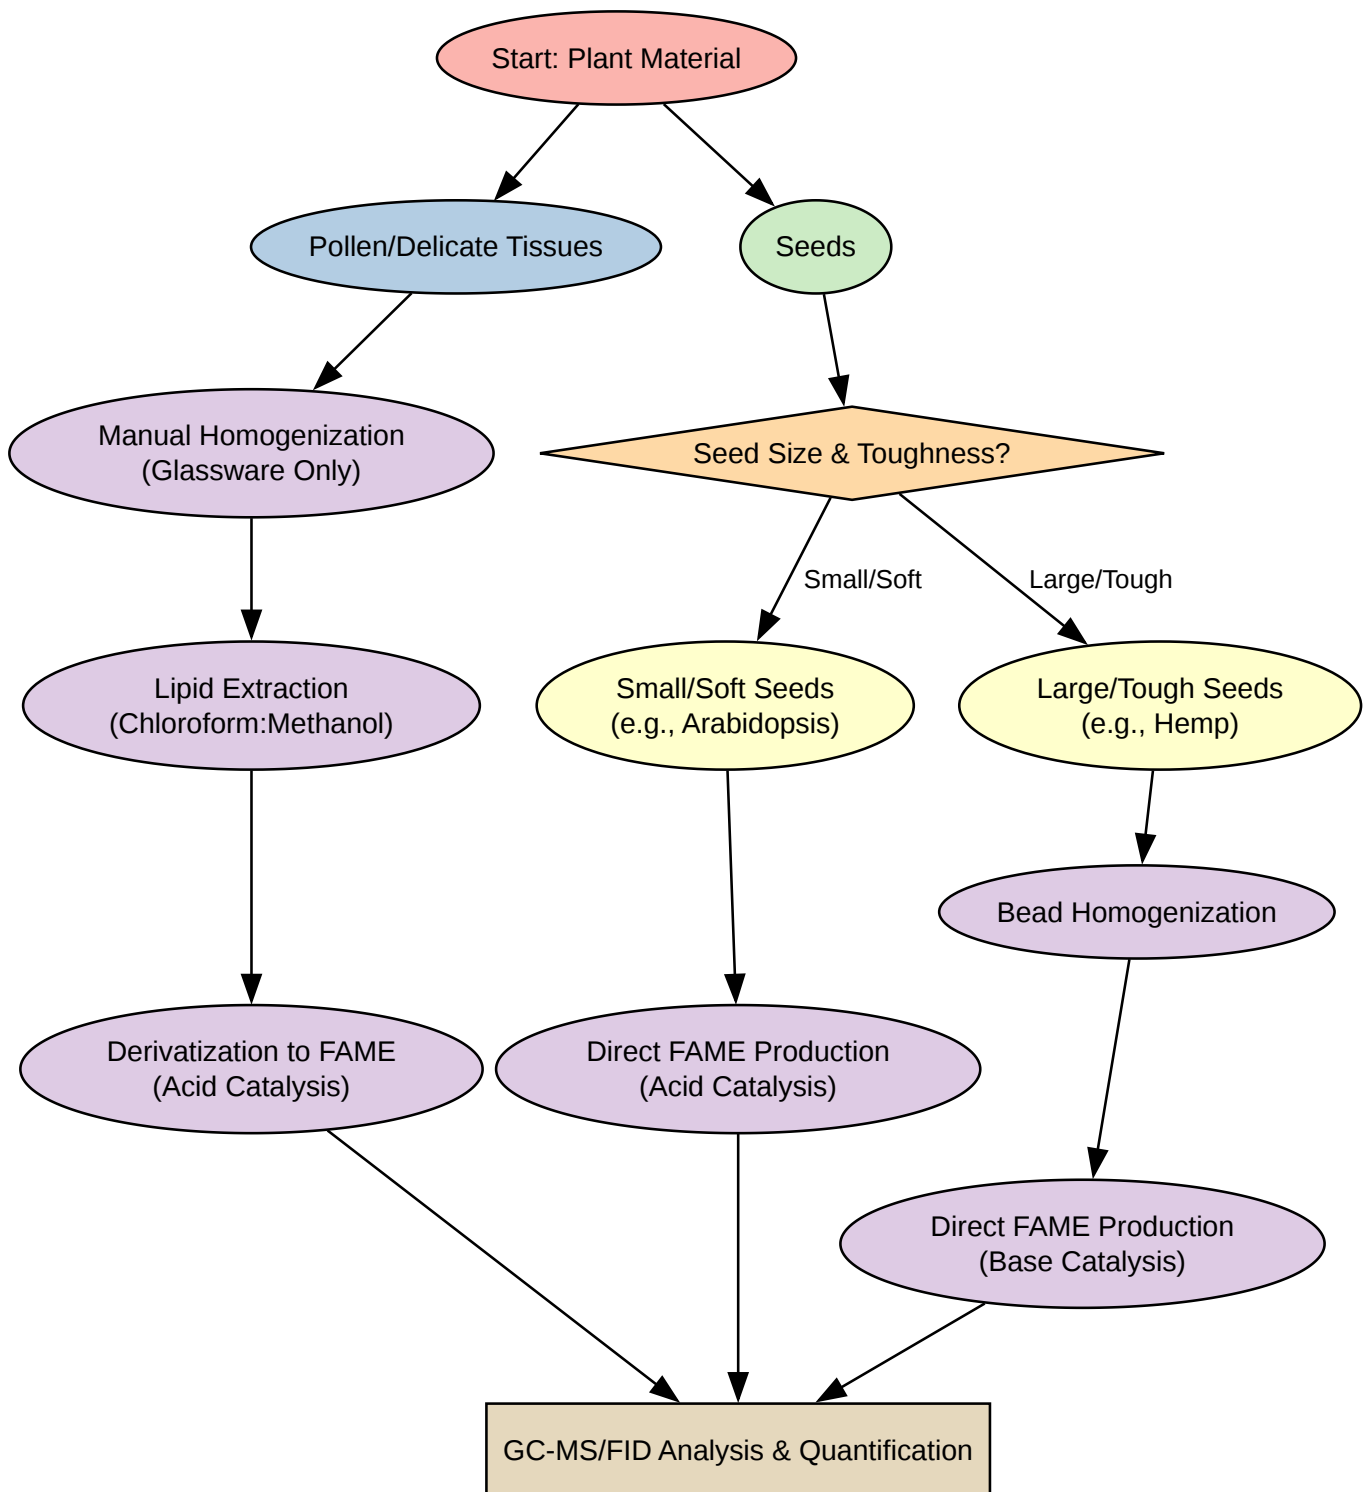 Start: Plant Material
Pollen/Delicate Tissues
Seeds
Manual Homogenization
(Glassware Only)
Seed Size & Toughness?
Small/Soft
Large/Tough
Lipid Extraction
(Chloroform:Methanol)
Small/Soft Seeds
(e.g., Arabidopsis)
Large/Tough Seeds
(e.g., Hemp)
Bead Homogenization
Derivatization to FAME
(Acid Catalysis)
Direct FAME Production
(Acid Catalysis)
Direct FAME Production
(Base Catalysis)
GC-MS/FID Analysis & Quantification